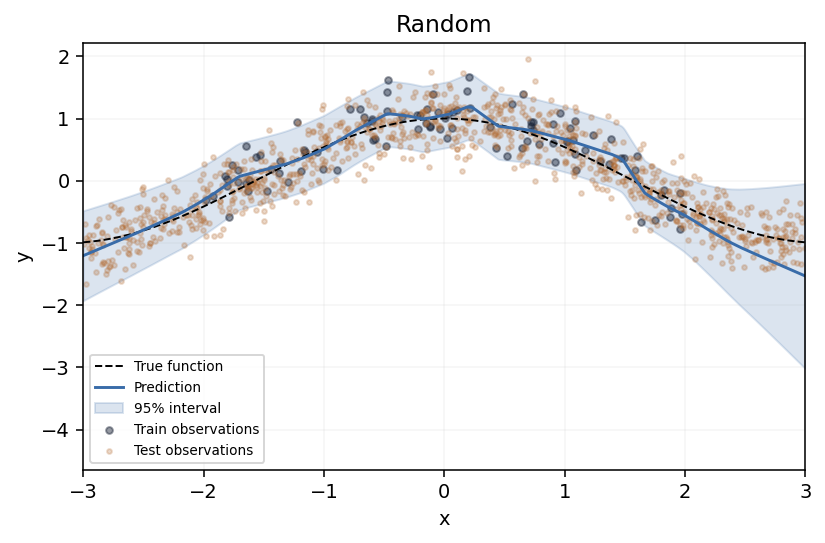 Random
2
1
0
−1
−2
−3
−4
y
True function
Prediction
95% interval
Train observations
Test observations
−3 −2 −1 0 1 2 3
x